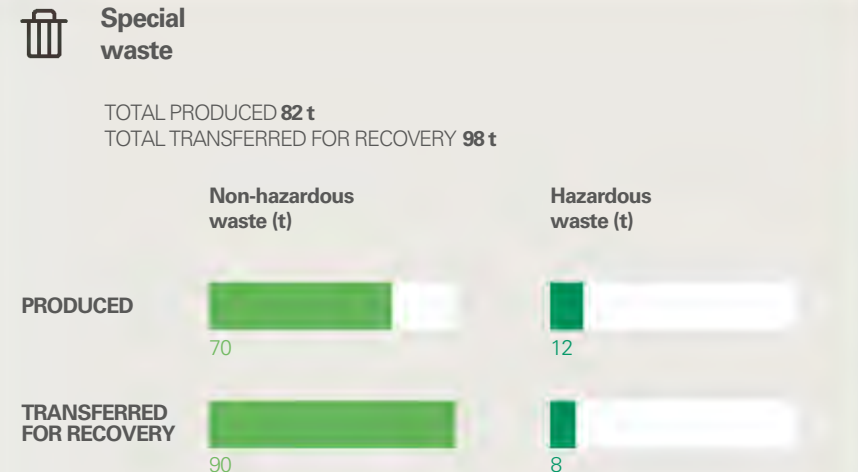 Special
waste
TOTAL PRODUCED 82 t
TOTAL TRANSFERRED FOR RECOVERY 98 t
Non-hazardous
waste (t)
Hazardous
waste (t)
PRODUCED
70
12
TRANSFERRED
FOR RECOVERY
90
8